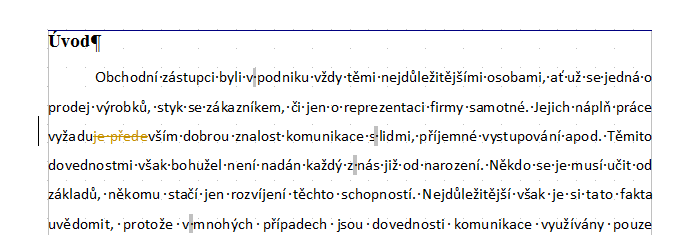 Úvod¶
Obchodní zástupci byli v podniku vždy těmi nejdůležitějšími osobami, ať už se jedná o
prodej výrobků, styk se zákazníkem, či jen o reprezentaci firmy samotné. Jejich náplň práce
vyžaduje především dobrou znalost komunikace s lidmi, příjemné vystupování apod. Těmito
dovednostmi však bohužel není nadán každý z nás již od narození. Někdo se je musí učit od
základů, někomu stačí jen rozvíjení těchto schopností. Nejdůležitější však je si tato fakta
uvědomit, protože v mnohých případech jsou dovednosti komunikace využívány pouze